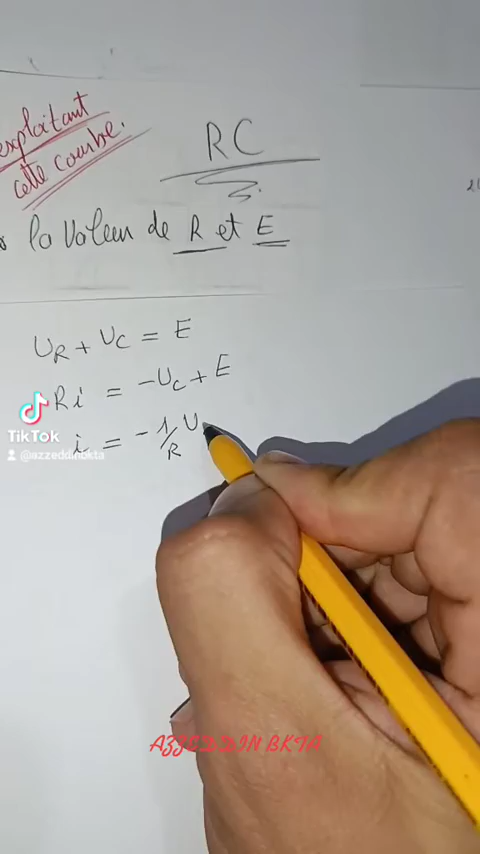 exploitant
cette courbe.
RC
la valeur de R et E
U_R + U_C = E
Ri = -U_C + E
i = -1/R U
TikTok
@azzeddinbkta
AZZEDDIN BKTA